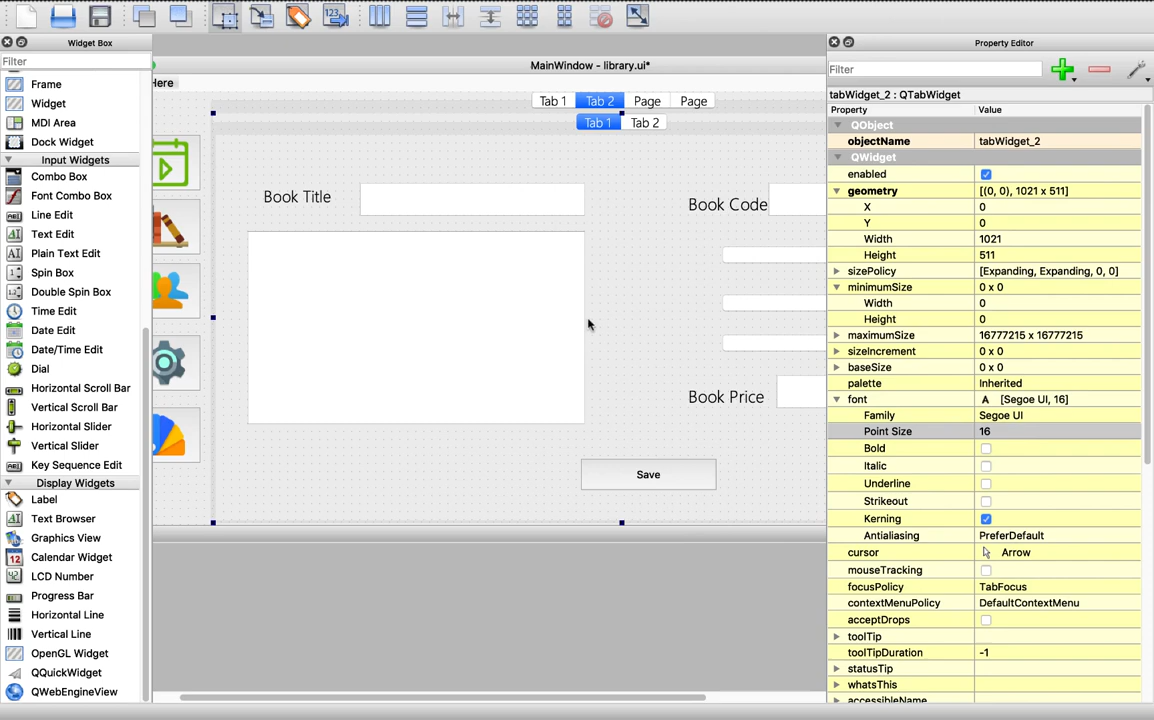 Widget Box
Filter
Frame
Widget
MDI Area
Dock Widget
Input Widgets
Combo Box
Font Combo Box
Line Edit
Text Edit
Plain Text Edit
Spin Box
Double Spin Box
Time Edit
Date Edit
Date/Time Edit
Dial
Horizontal Scroll Bar
Vertical Scroll Bar
Horizontal Slider
Vertical Slider
Key Sequence Edit
Display Widgets
Label
Text Browser
Graphics View
Calendar Widget
LCD Number
Progress Bar
Horizontal Line
Vertical Line
OpenGL Widget
QQuickWidget
QWebEngineView
MainWindow - library.ui*
Here
Tab 1 Tab 2 Page Page
Tab 1 Tab 2
Book Title
Book Code
Book Price
Save
Property Editor
Filter
tabWidget_2 : QTabWidget
Property Value
QObject
objectName tabWidget_2
QWidget
enabled
geometry [(0, 0), 1021 x 511]
X 0
Y 0
Width 1021
Height 511
sizePolicy [Expanding, Expanding, 0, 0]
minimumSize 0 x 0
Width 0
Height 0
maximumSize 16777215 x 16777215
sizeIncrement 0 x 0
baseSize 0 x 0
palette Inherited
font A [Segoe UI, 16]
Family Segoe UI
Point Size 16
Bold
Italic
Underline
Strikeout
Kerning
Antialiasing PreferDefault
cursor Arrow
mouseTracking
focusPolicy TabFocus
contextMenuPolicy DefaultContextMenu
acceptDrops
toolTip
toolTipDuration -1
statusTip
whatsThis
accessibleName